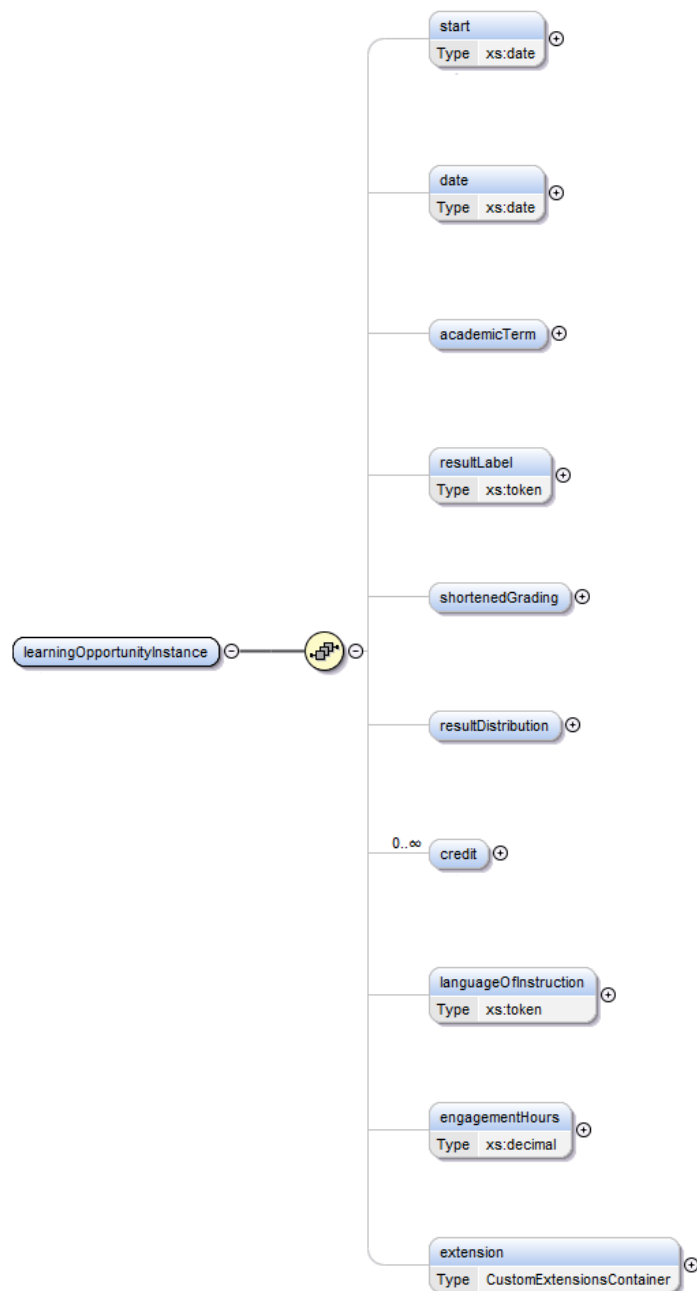 start
Type xs:date
date
Type xs:date
academicTerm
resultLabel
Type xs:token
shortenedGrading
learningOpportunityInstance
resultDistribution
0..∞
credit
languageOfInstruction
Type xs:token
engagementHours
Type xs:decimal
extension
Type CustomExtensionsContainer